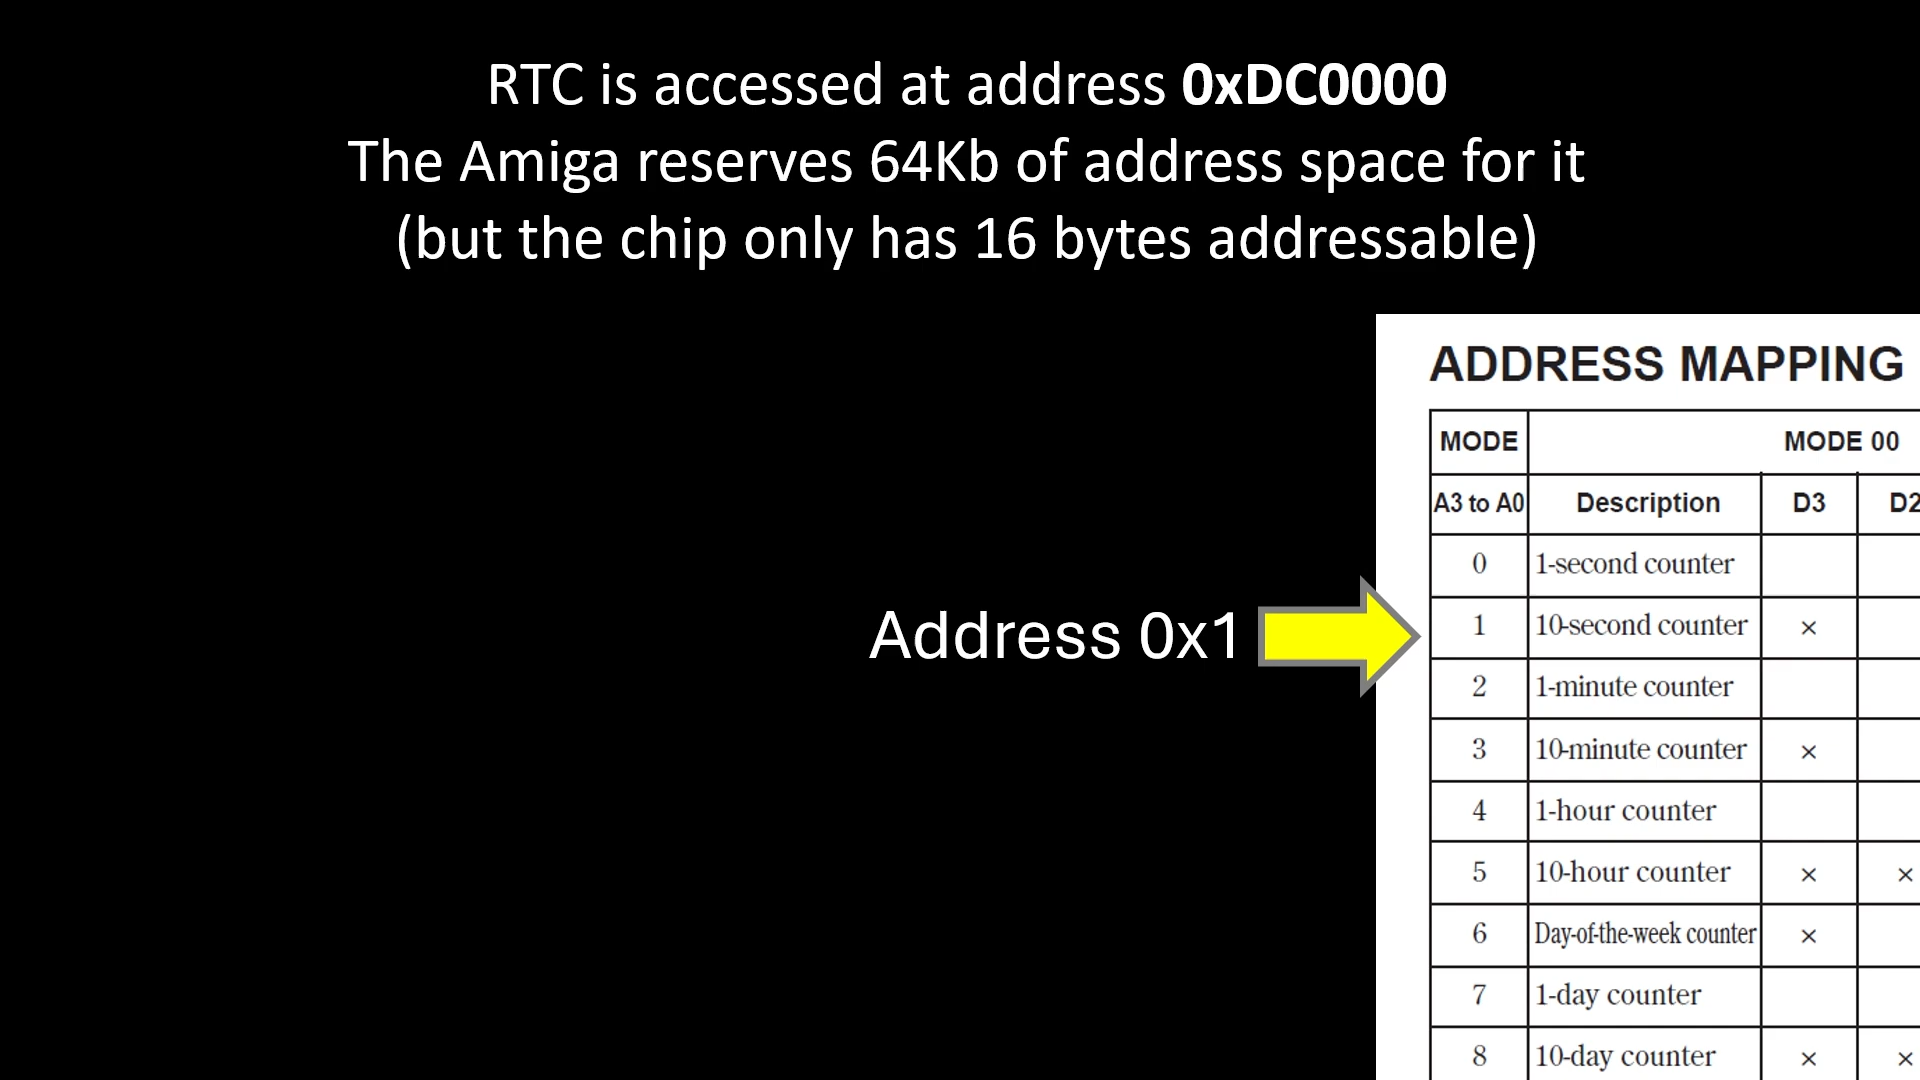 RTC is accessed at address 0xDC0000
The Amiga reserves 64Kb of address space for it
(but the chip only has 16 bytes addressable)
ADDRESS MAPPING
MODE MODE 00
A3 to A0 Description D3 D2
0 1-second counter
Address 0x1
1 10-second counter ×
2 1-minute counter
3 10-minute counter ×
4 1-hour counter
5 10-hour counter × ×
6 Day-of-the-week counter ×
7 1-day counter
8 10-day counter × ×